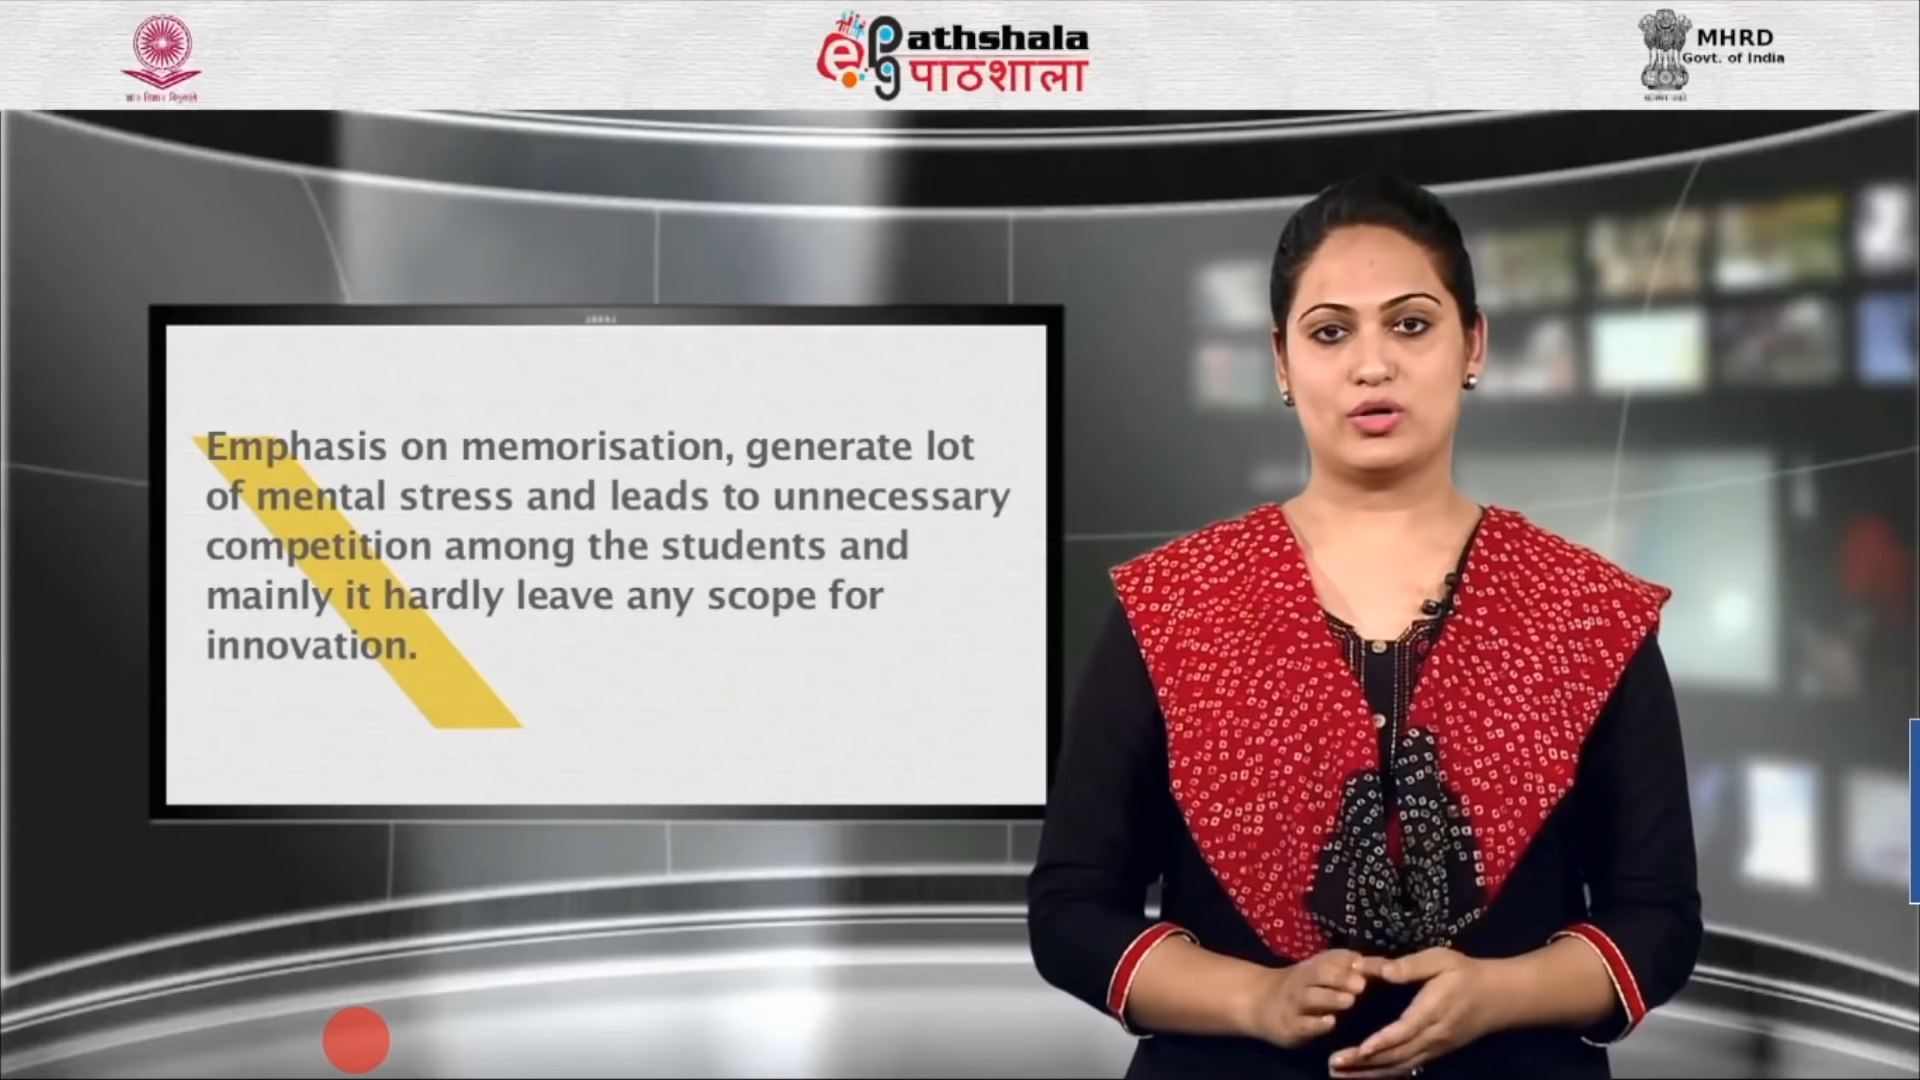 ePathshala
पाठशाला
MHRD
Govt. of India
Emphasis on memorisation, generate lot
of mental stress and leads to unnecessary
competition among the students and
mainly it hardly leave any scope for
innovation.